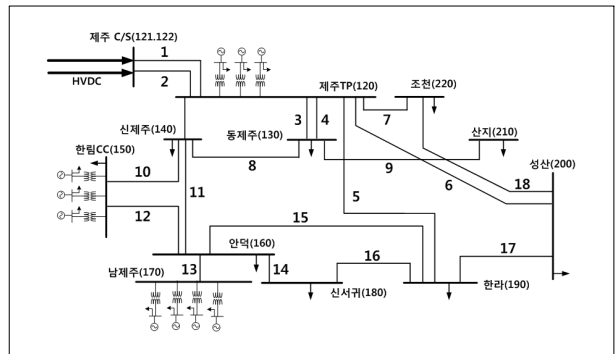 제주 C/S(121.122)
1
2
HVDC
제주TP(120)
조천(220)
3
4
7
신제주(140)
동제주(130)
산지(210)
한림CC(150)
8
9
10
11
5
6
18
성산(200)
12
15
17
안덕(160)
남제주(170)
13
14
16
신서귀(180)
한라(190)